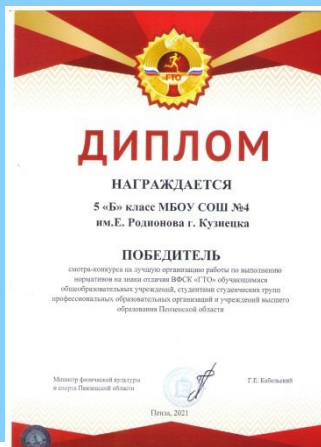 ГТО
ДИПЛОМ
НАГРАЖДАЕТСЯ
5 «Б» класс МБОУ СОШ №4
им.Е. Родионова г. Кузнецка
ПОБЕДИТЕЛЬ
смотра-конкурса на лучшую организацию работы по выполнению
нормативов на знаки отличия ВФСК «ГТО» обучающимися
общеобразовательных учреждений, студентами студенческих групп
профессиональных образовательных организаций и учреждений высшего
образования Пензенской области
Министр физической культуры
и спорта Пензенской области
Г.Е. Кабельский
Пенза, 2021